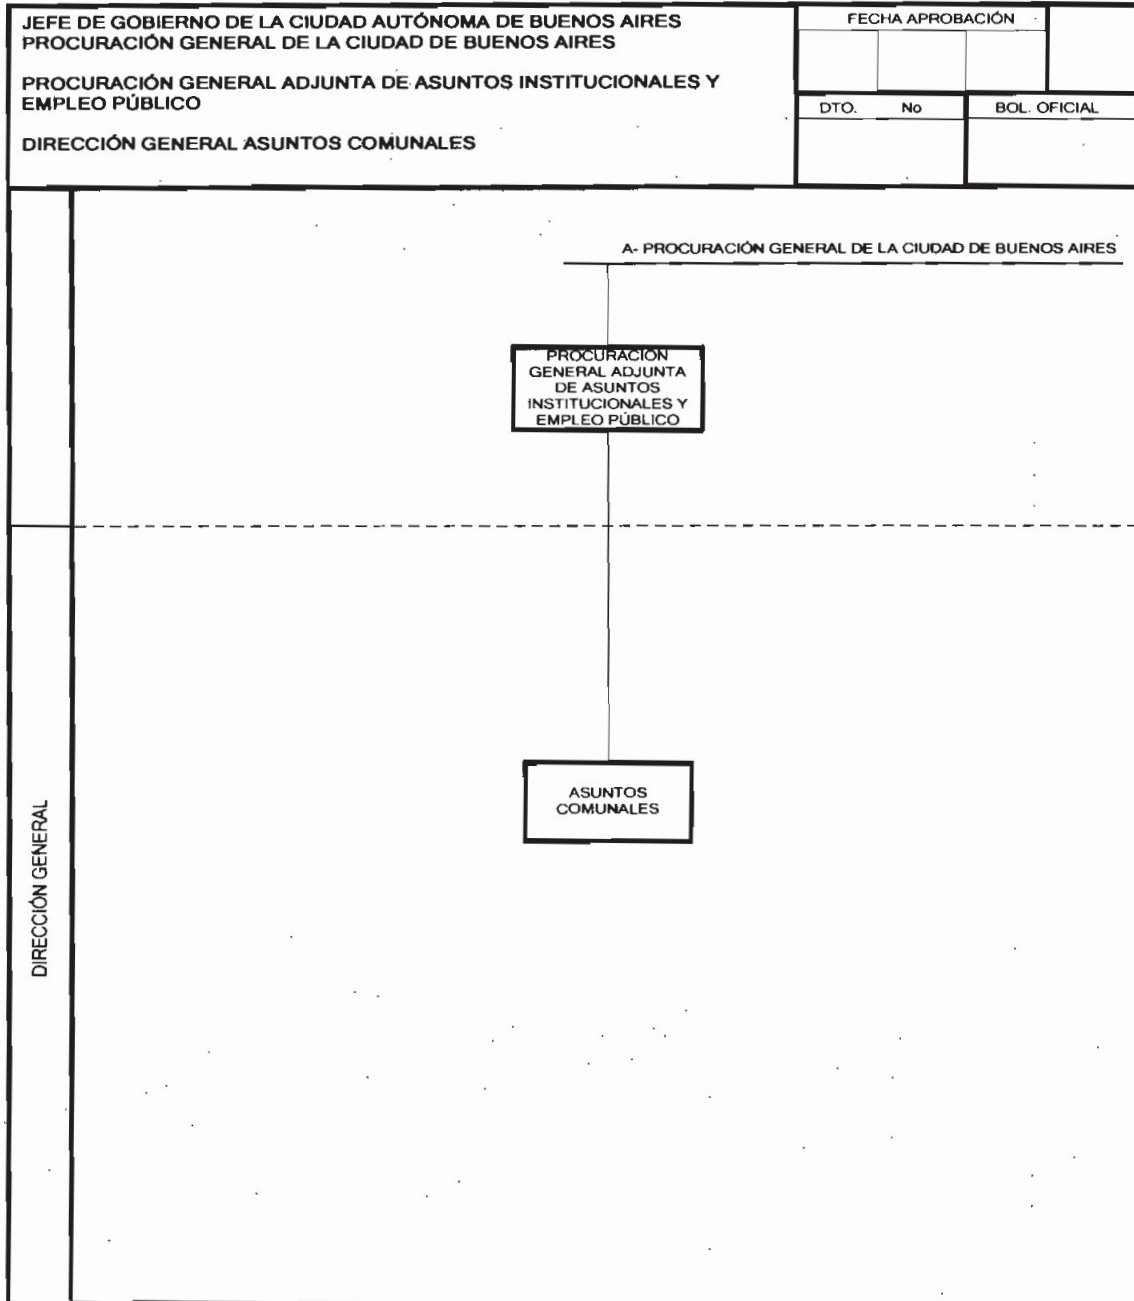 JEFE DE GOBIERNO DE LA CIUDAD AUTÓNOMA DE BUENOS AIRES
PROCURACIÓN GENERAL DE LA CIUDAD DE BUENOS AIRES
PROCURACIÓN GENERAL ADJUNTA DE ASUNTOS INSTITUCIONALES Y
EMPLEO PÚBLICO
DIRECCIÓN GENERAL ASUNTOS COMUNALES
FECHA APROBACIÓN
DTO. No
BOL. OFICIAL
A- PROCURACIÓN GENERAL DE LA CIUDAD DE BUENOS AIRES
PROCURACIÓN
GENERAL ADJUNTA
DE ASUNTOS
INSTITUCIONALES Y
EMPLEO PÚBLICO
ASUNTOS
COMUNALES
DIRECCIÓN GENERAL